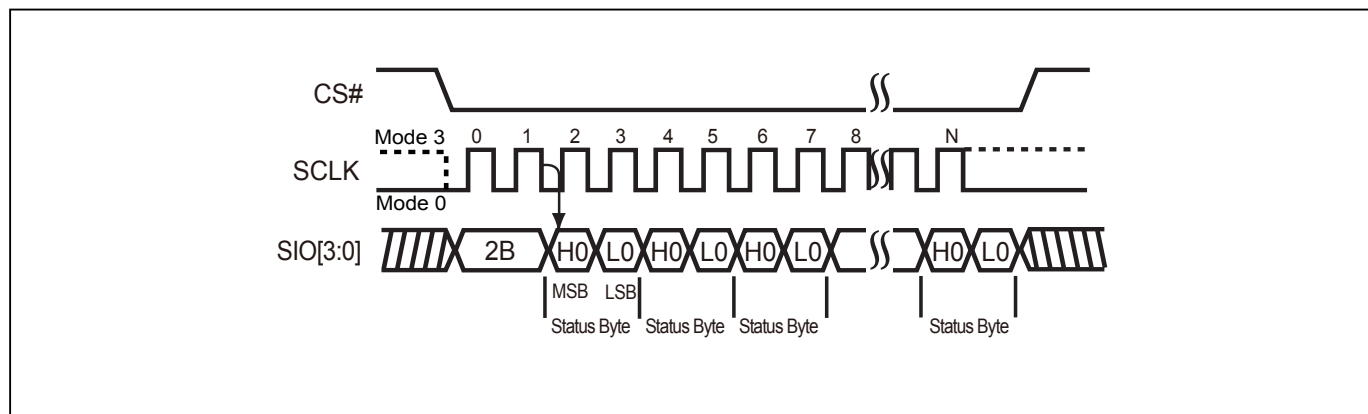 CS#
Mode 3 0 1 2 3 4 5 6 7 8 N
SCLK
Mode 0
SIO[3:0] 2B H0 L0 H0 L0 H0 L0 H0 L0
MSB LSB
Status Byte Status Byte Status Byte Status Byte